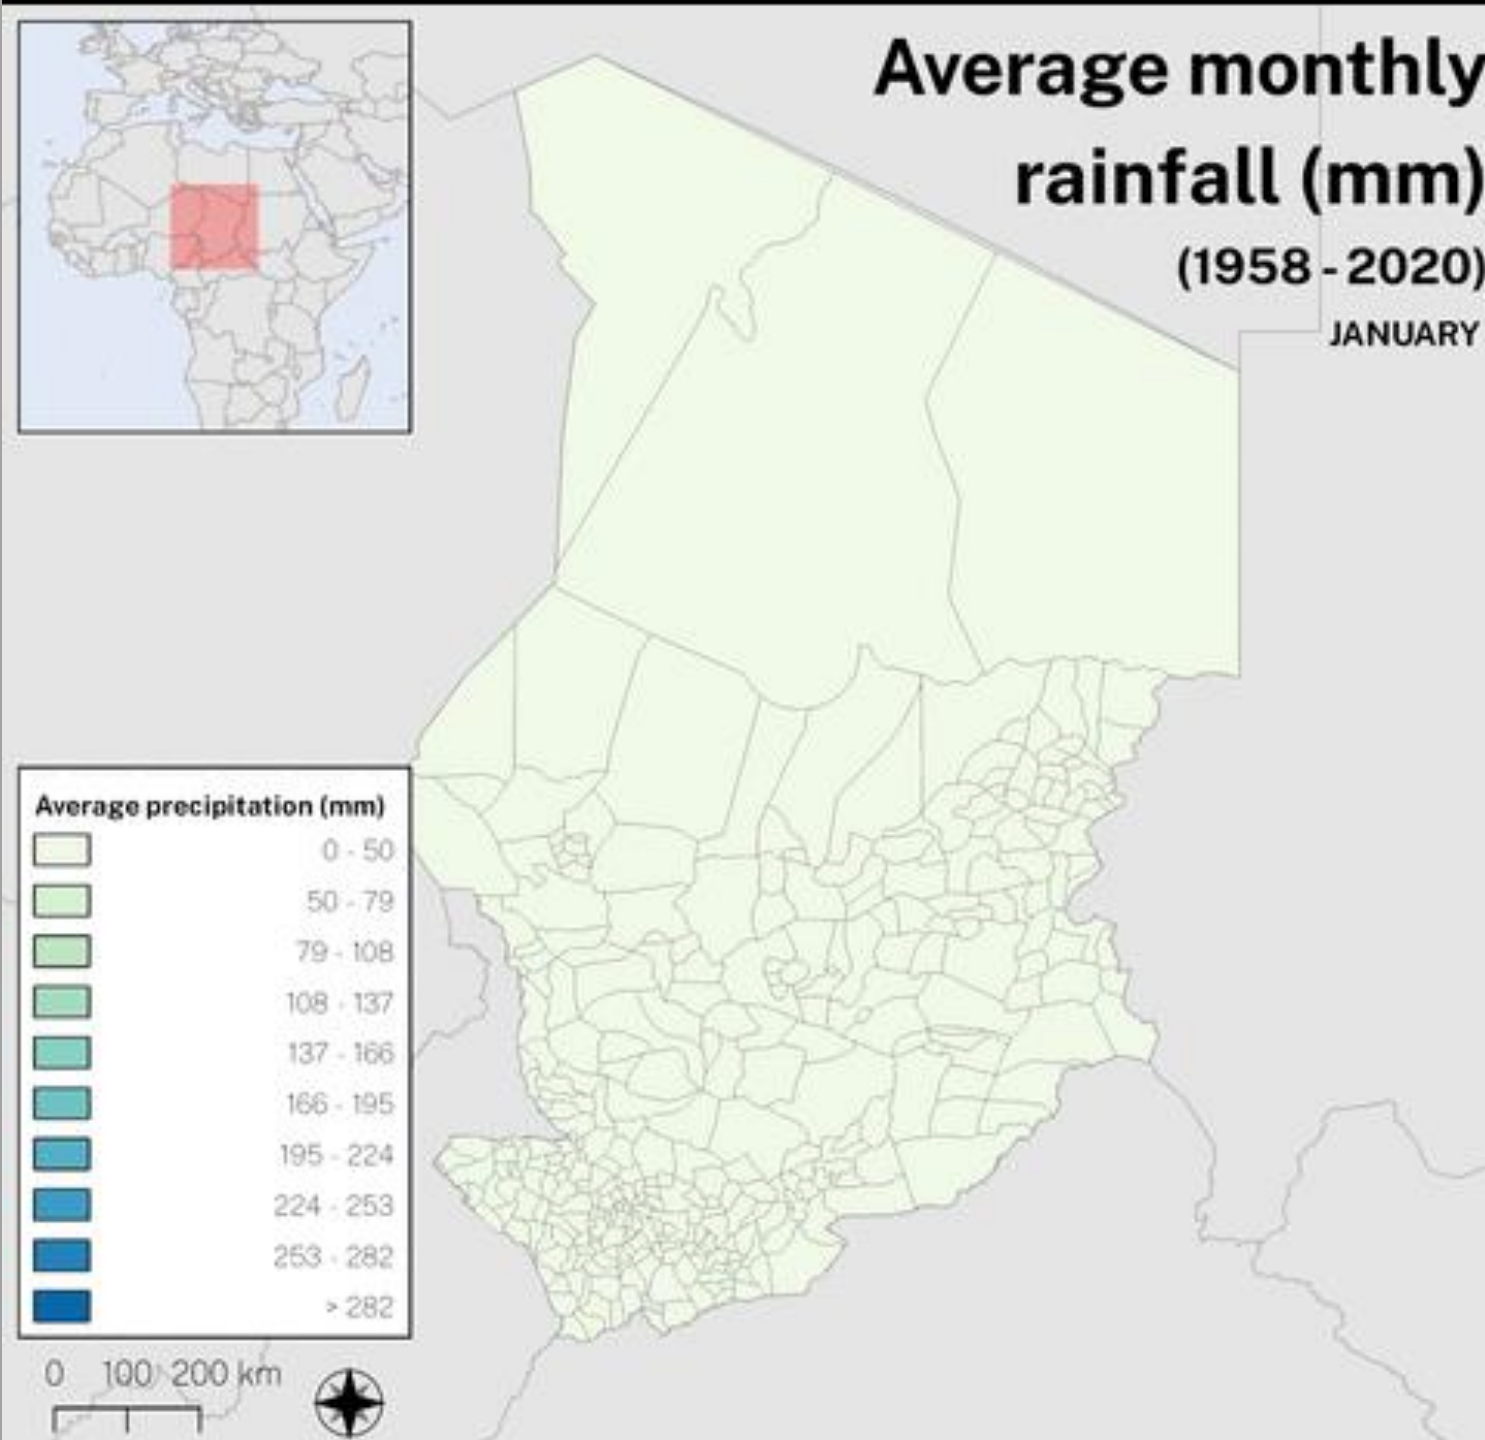 Average monthly
rainfall (mm)
(1958 - 2020)
JANUARY
Average precipitation (mm)
0 - 50
50 - 79
79 - 108
108 - 137
137 - 166
166 - 195
195 - 224
224 - 253
253 - 282
> 282
0 100 200 km